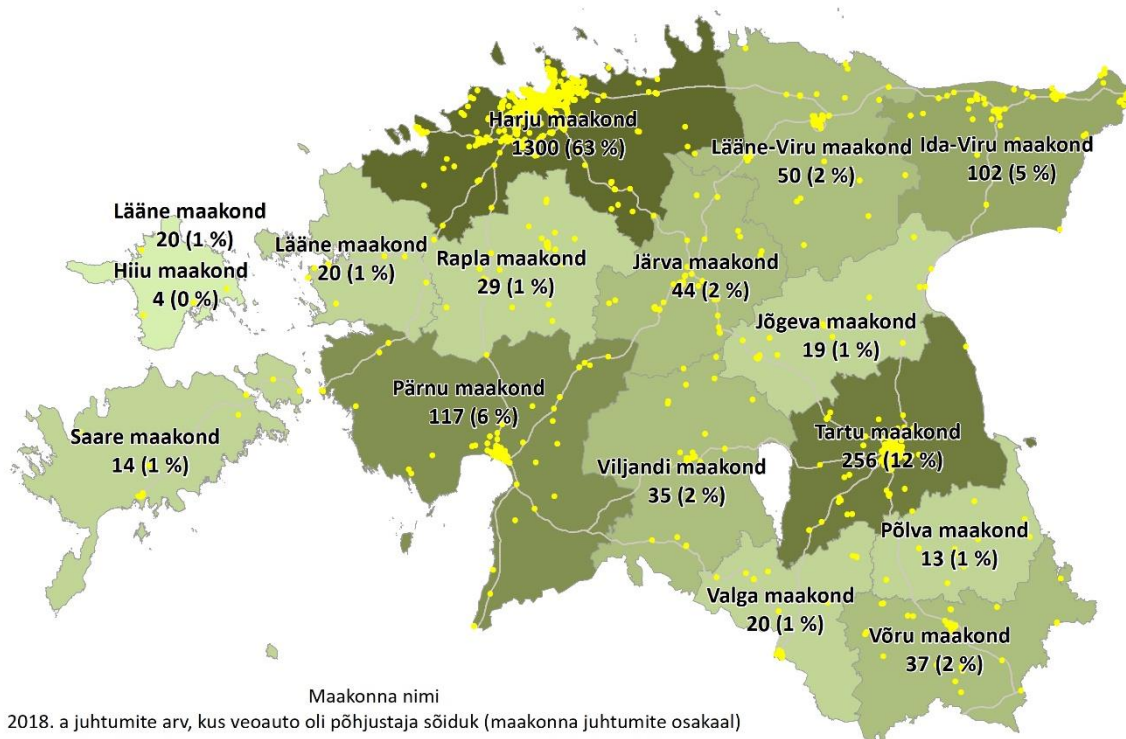 Harju maakond
1300 (63 %)
Lääne-Viru maakond
50 (2 %)
Ida-Viru maakond
102 (5 %)
Lääne maakond
20 (1 %)
Hiiu maakond
4 (0 %)
Lääne maakond
20 (1 %)
Rapla maakond
29 (1 %)
Järva maakond
44 (2 %)
Jõgeva maakond
19 (1 %)
Pärnu maakond
117 (6 %)
Saare maakond
14 (1 %)
Viljandi maakond
35 (2 %)
Tartu maakond
256 (12 %)
Põlva maakond
13 (1 %)
Valga maakond
20 (1 %)
Võru maakond
37 (2 %)
Maakonna nimi
2018. a juhtumite arv, kus veoauto oli põhjustaja sõiduk (maakonna juhtumite osakaal)